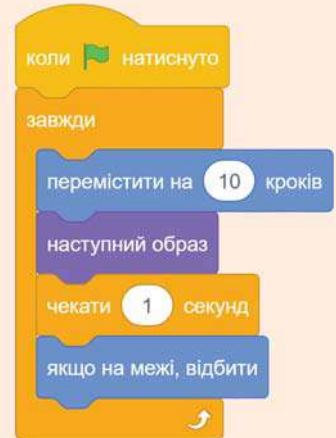 коли натиснуто
завжди
перемістити на 10 кроків
наступний образ
чекати 1 секунд
якщо на межі, відбити